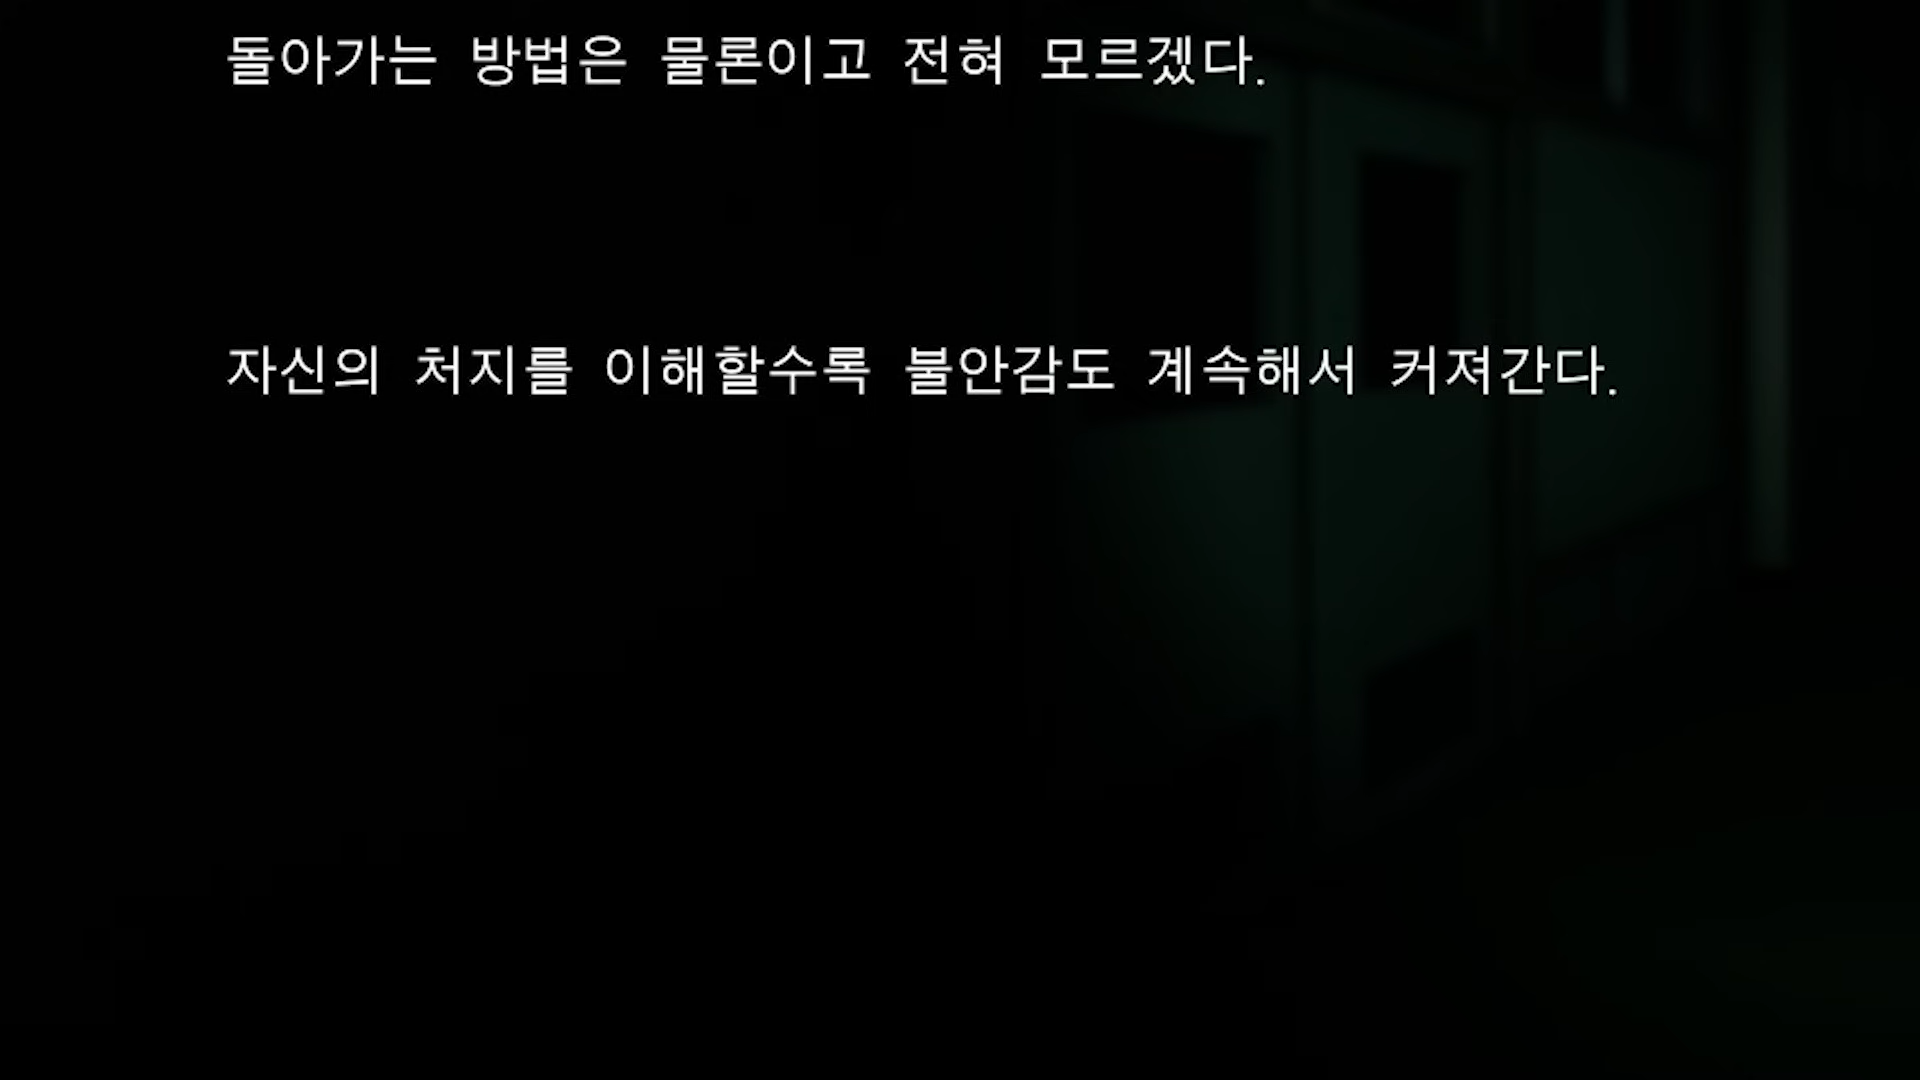 돌아가는 방법은 물론이고 전혀 모르겠다.
자신의 처지를 이해할수록 불안감도 계속해서 커져간다.